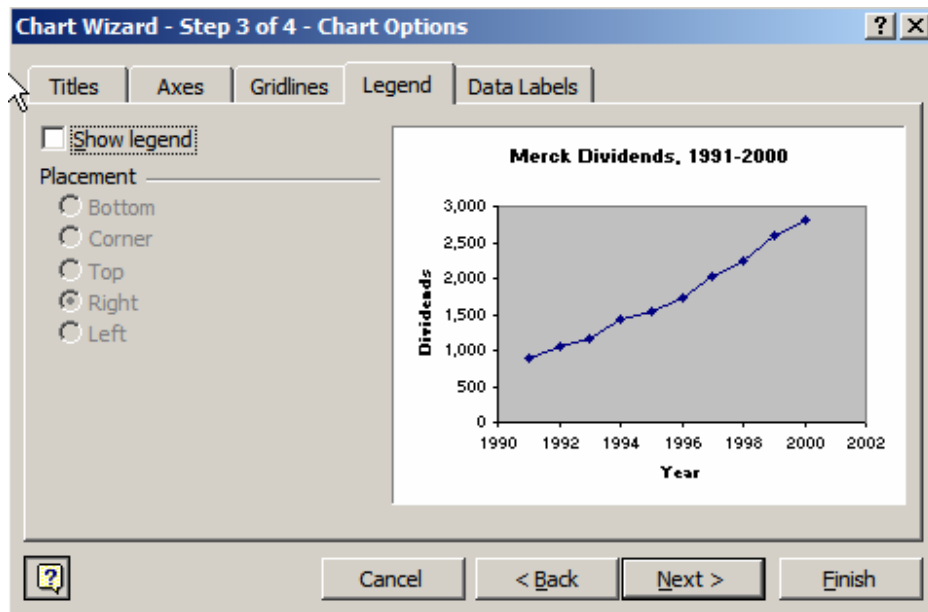 Chart Wizard - Step 3 of 4 - Chart Options
Titles Axes Gridlines Legend Data Labels
Show legend
Placement
Bottom
Corner
Top
Right
Left
Merck Dividends, 1991-2000
Dividends
3,000
2,500
2,000
1,500
1,000
500
0
1990 1992 1994 1996 1998 2000 2002
Year
Cancel < Back Next > Finish